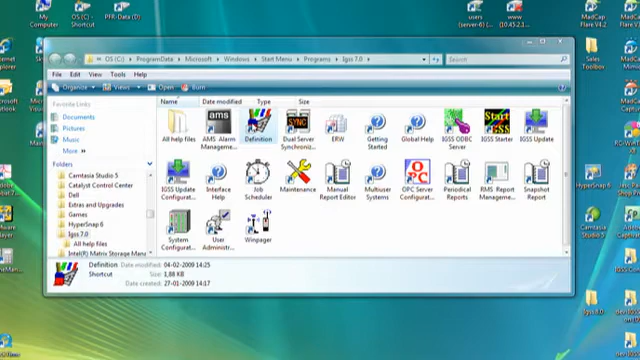 My Computer
OS (C:) - Shortcut
PFR-Data (D:)
users (server-6)
www (10.45.2.1...
MadCap Flare V4.2
OS (C:) ▸ ProgramData ▸ Microsoft ▸ Windows ▸ Start Menu ▸ Programs ▸ Igss 7.0 ▸
Search
File Edit View Tools Help
Organize Views Open Burn
Favorite Links
Documents
Pictures
Music
More »
Folders
Camtasia Studio 5
Catalyst Control Center
Dell
Extras and Upgrades
Games
HyperSnap 6
Igss 7.0
All help files
Intel(R) Matrix Storage Mana
Name Date modified Type Size
All help files
AMS Alarm Manageme...
Definition
Dual Server Synchroniz...
ERW
Getting Started
Global Help
IGSS ODBC Server
IGSS Starter
IGSS Update
IGSS Update Configurat...
Interface Help
Job Scheduler
Maintenance
Manual Report Editor
Multiuser Systems
OPC Server Configurat...
Periodical Reports
RMS Report Manageme...
Snapshot Report
System Configurat...
User Administr...
Winpager
Definition Date modified: 04-02-2009 14:25
Shortcut Size: 1,88 KB
Date created: 27-01-2009 14:17
Sales Toolbox
HyperSnap 6
Camtasia Studio 5